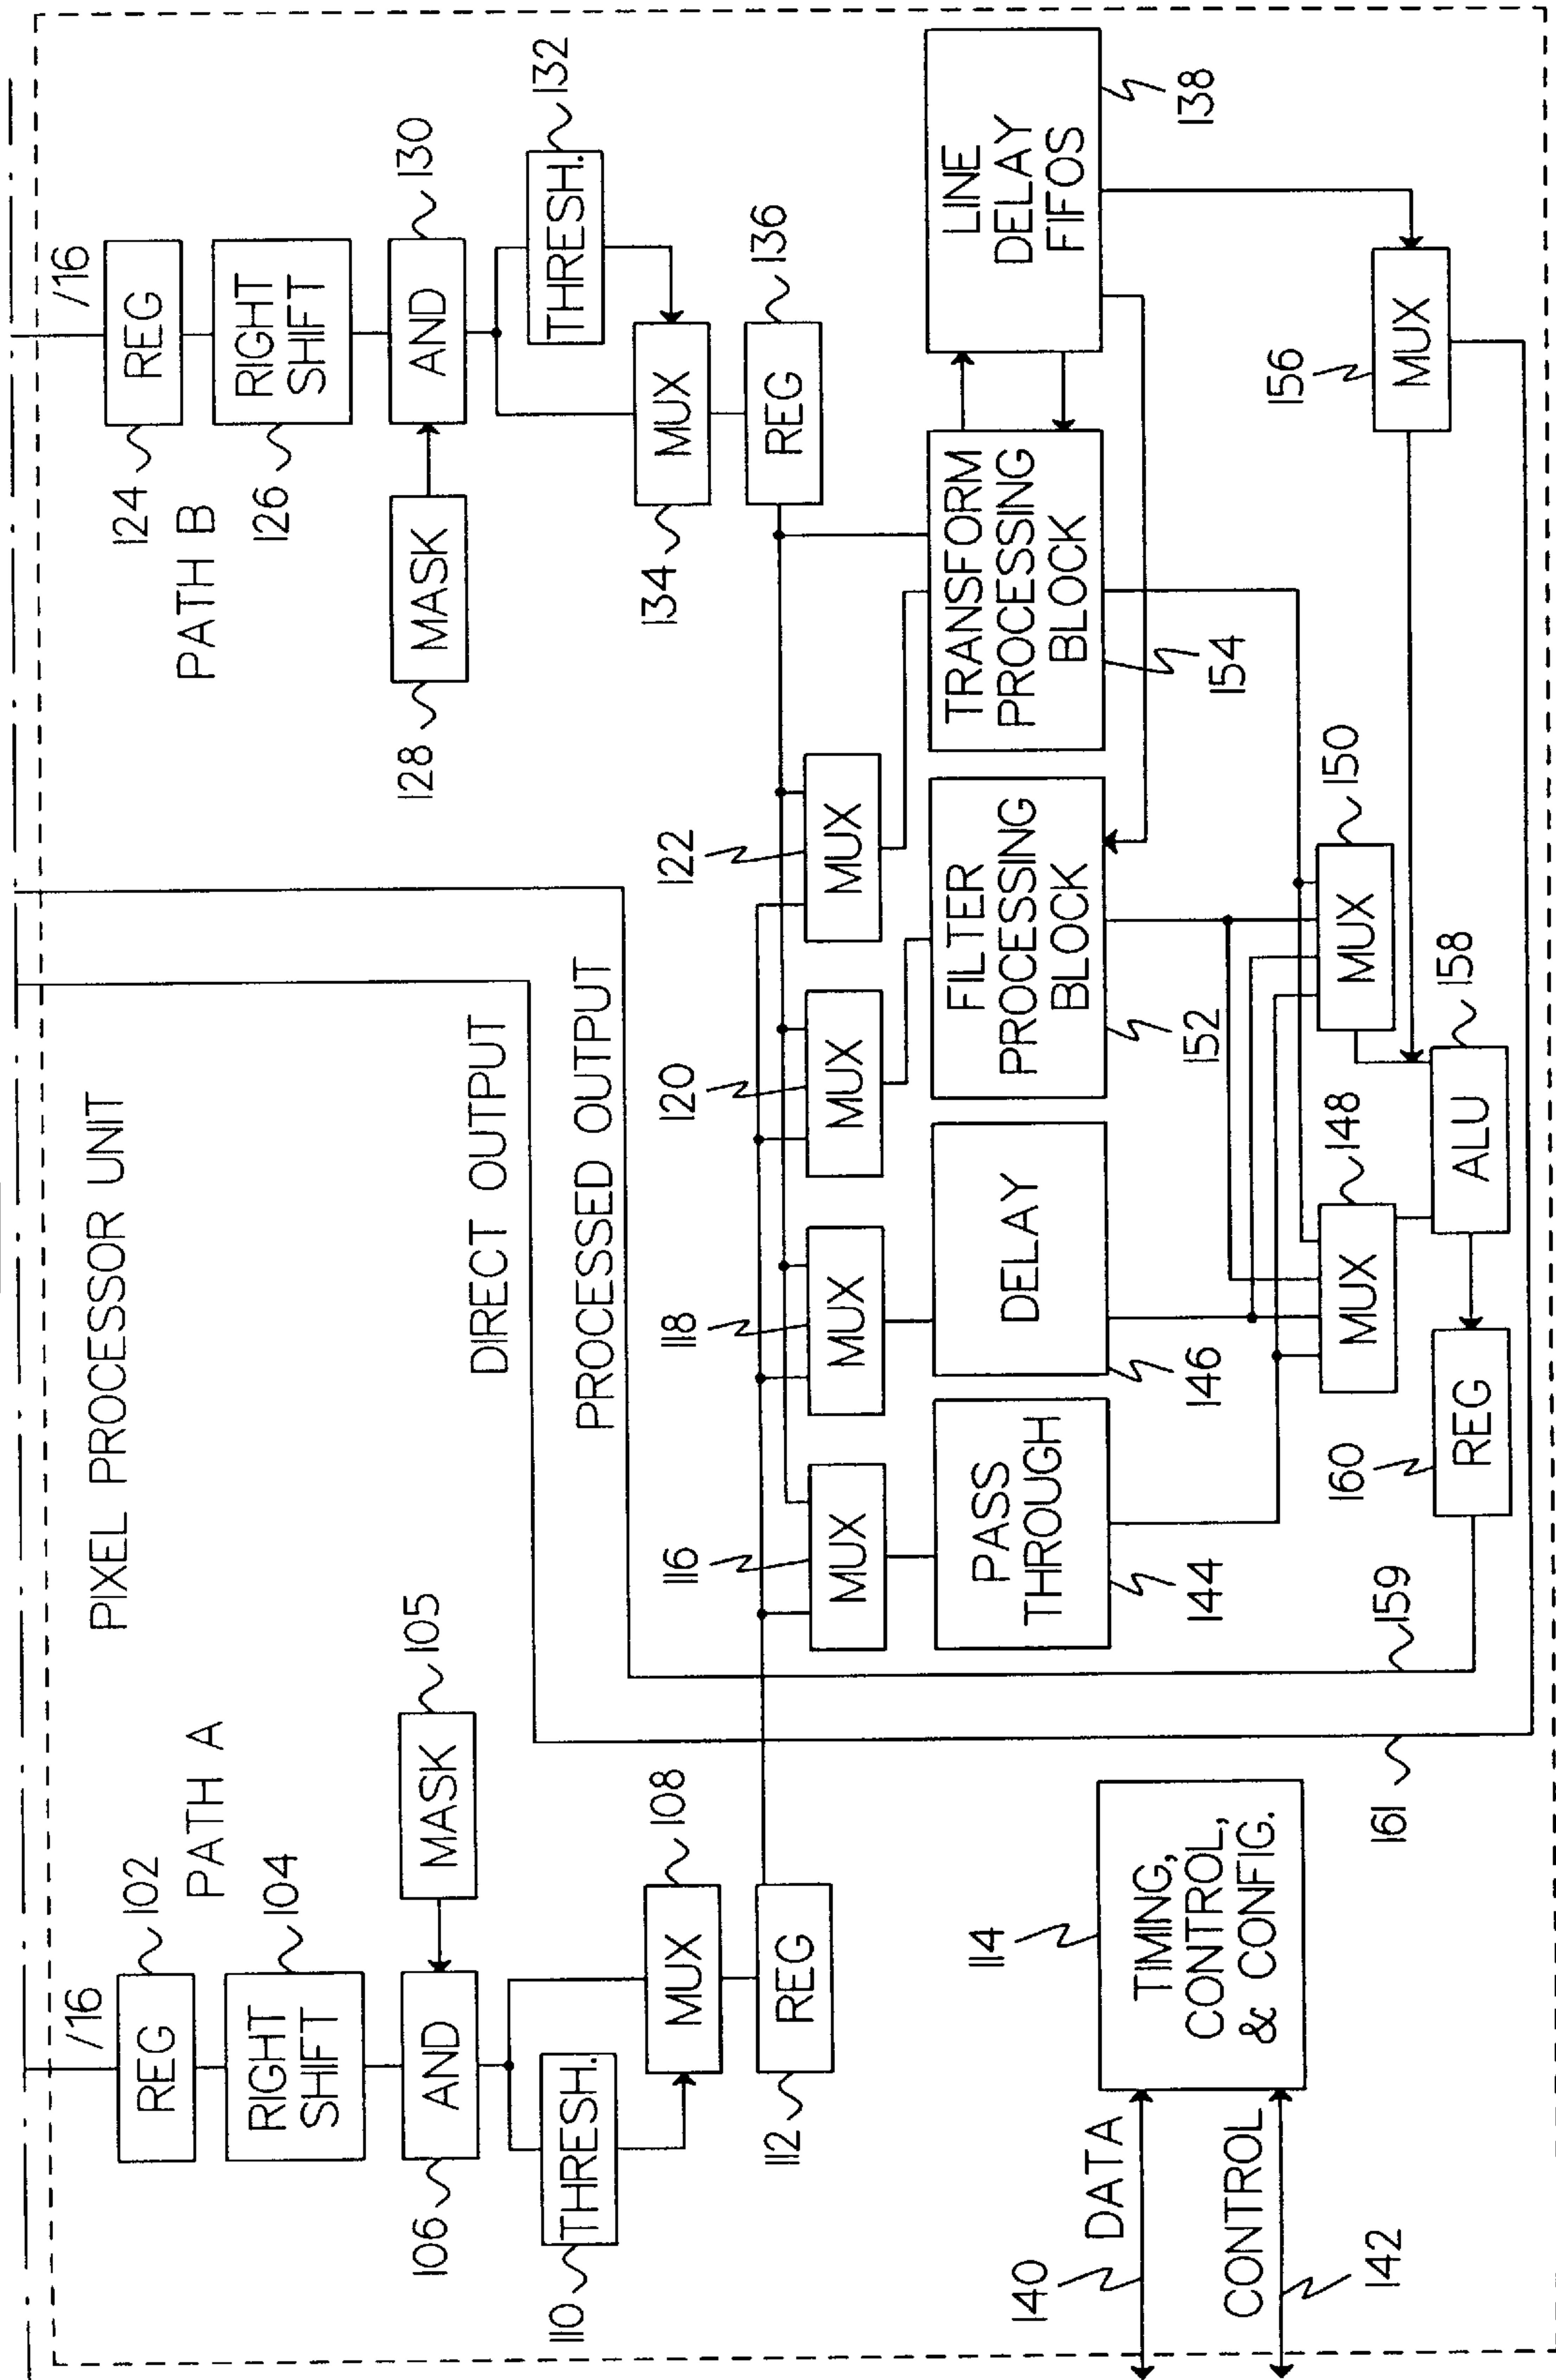 PIXEL PROCESSOR UNIT
/16
REG
102
PATH A
RIGHT
SHIFT
104
AND
106
MASK
105
THRESH.
110
MUX
108
REG
112
/16
REG
124
PATH B
RIGHT
SHIFT
126
AND
130
MASK
128
THRESH.
132
MUX
134
REG
136
DIRECT OUTPUT
PROCESSED OUTPUT
116
MUX
118
MUX
120
MUX
122
MUX
PASS
THROUGH
144
DELAY
146
FILTER
PROCESSING
BLOCK
152
TRANSFORM
PROCESSING
BLOCK
154
LINE
DELAY
FIFOS
138
114
TIMING,
CONTROL,
& CONFIG.
DATA
140
CONTROL
142
MUX
148
MUX
150
156
MUX
ALU
158
REG
160
159
161